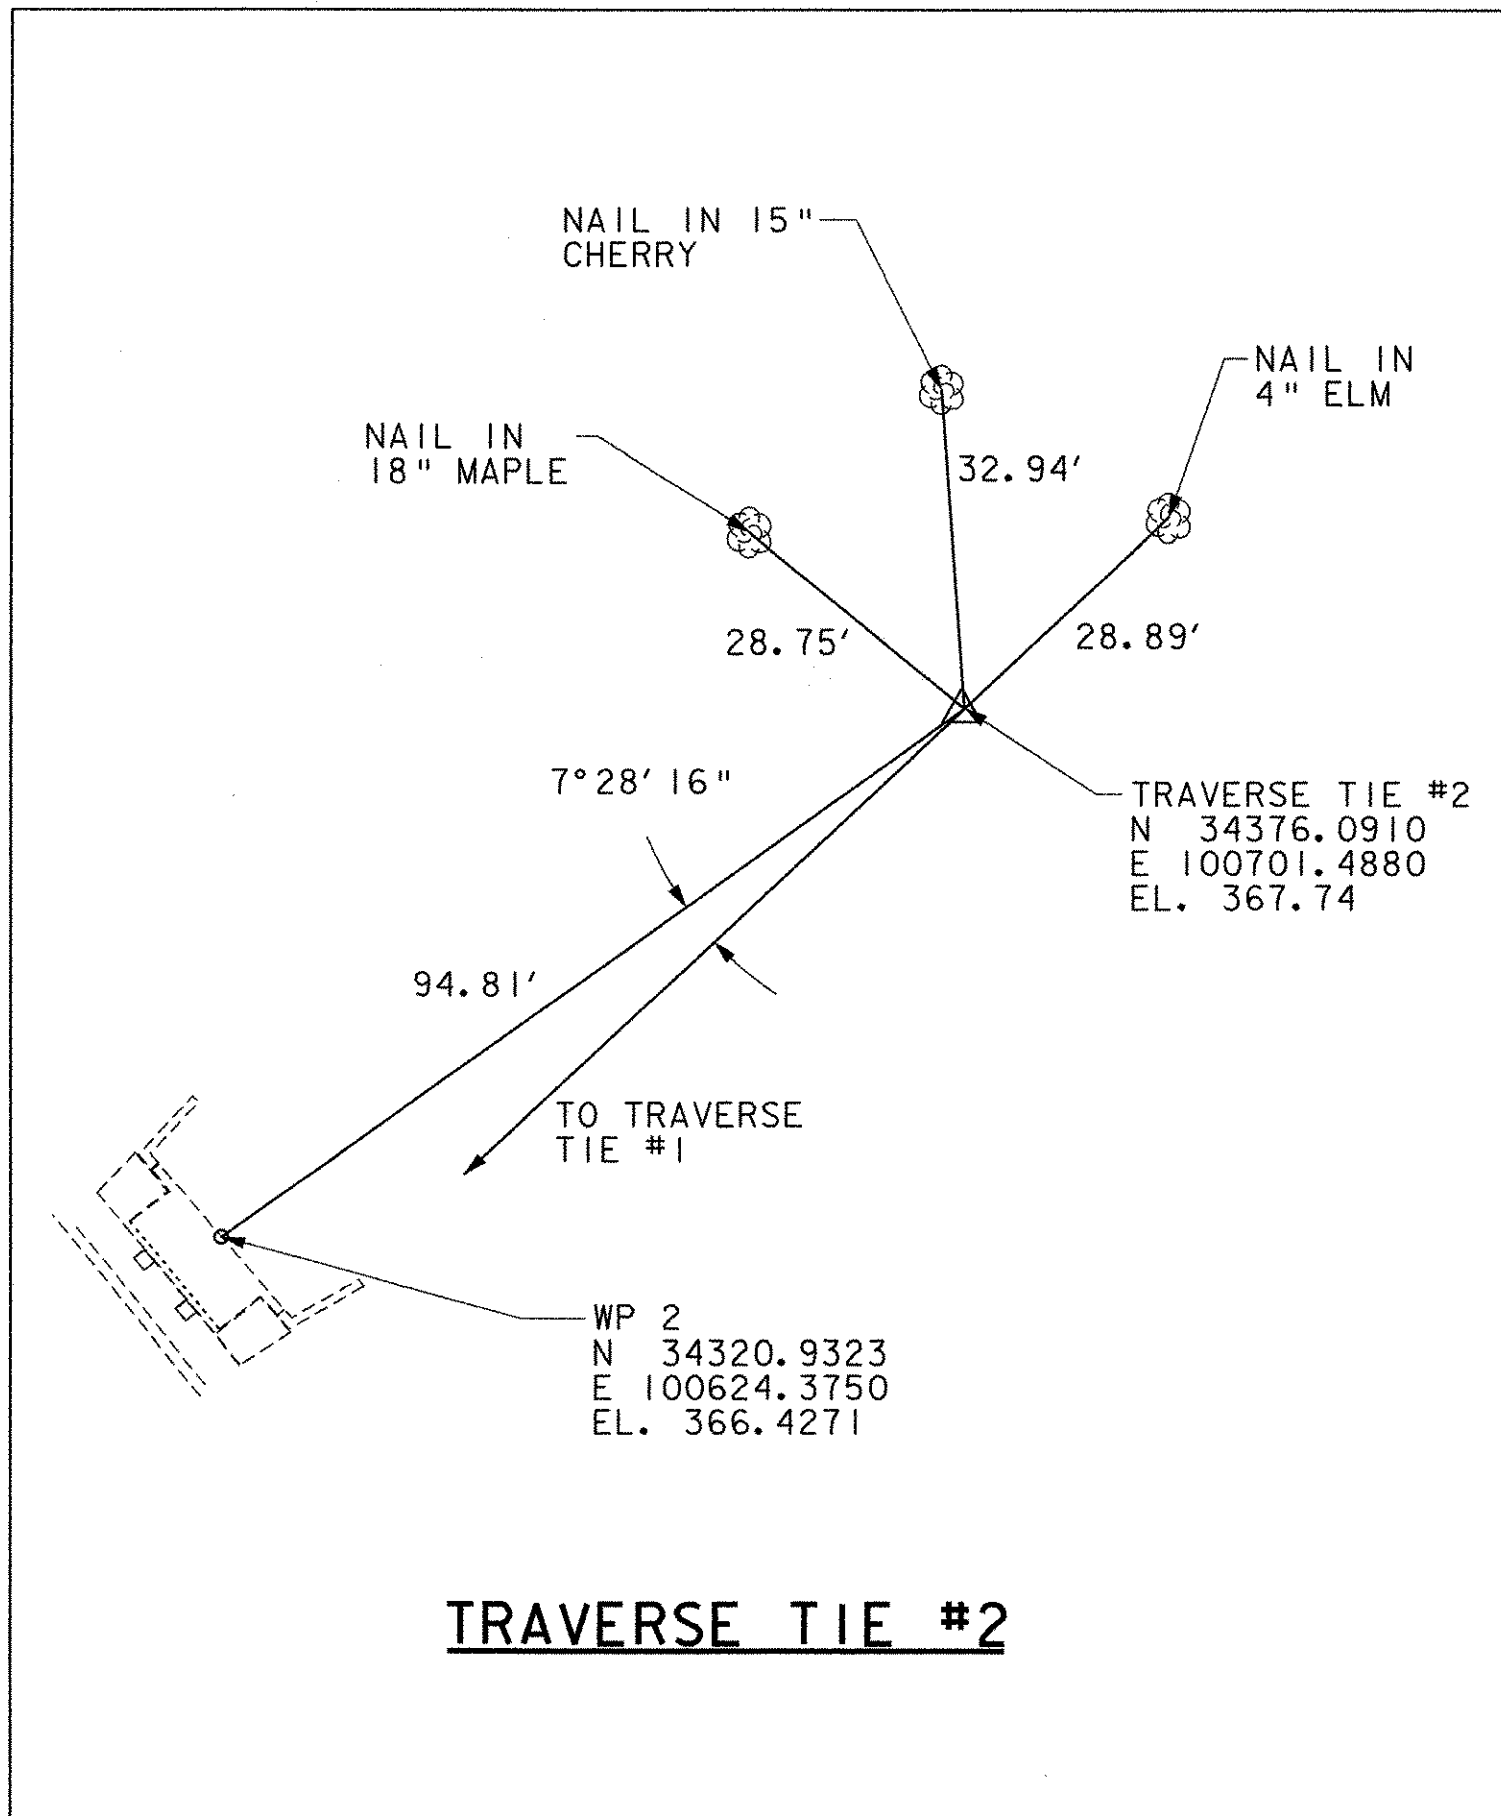 NAIL IN 15"
CHERRY
NAIL IN
4" ELM
NAIL IN
18" MAPLE
32.94'
28.75'
28.89'
7°28'16"
TRAVERSE TIE #2
N 34376.0910
E 100701.4880
EL. 367.74
94.81'
TO TRAVERSE
TIE #1
WP 2
N 34320.9323
E 100624.3750
EL. 366.4271
TRAVERSE TIE #2